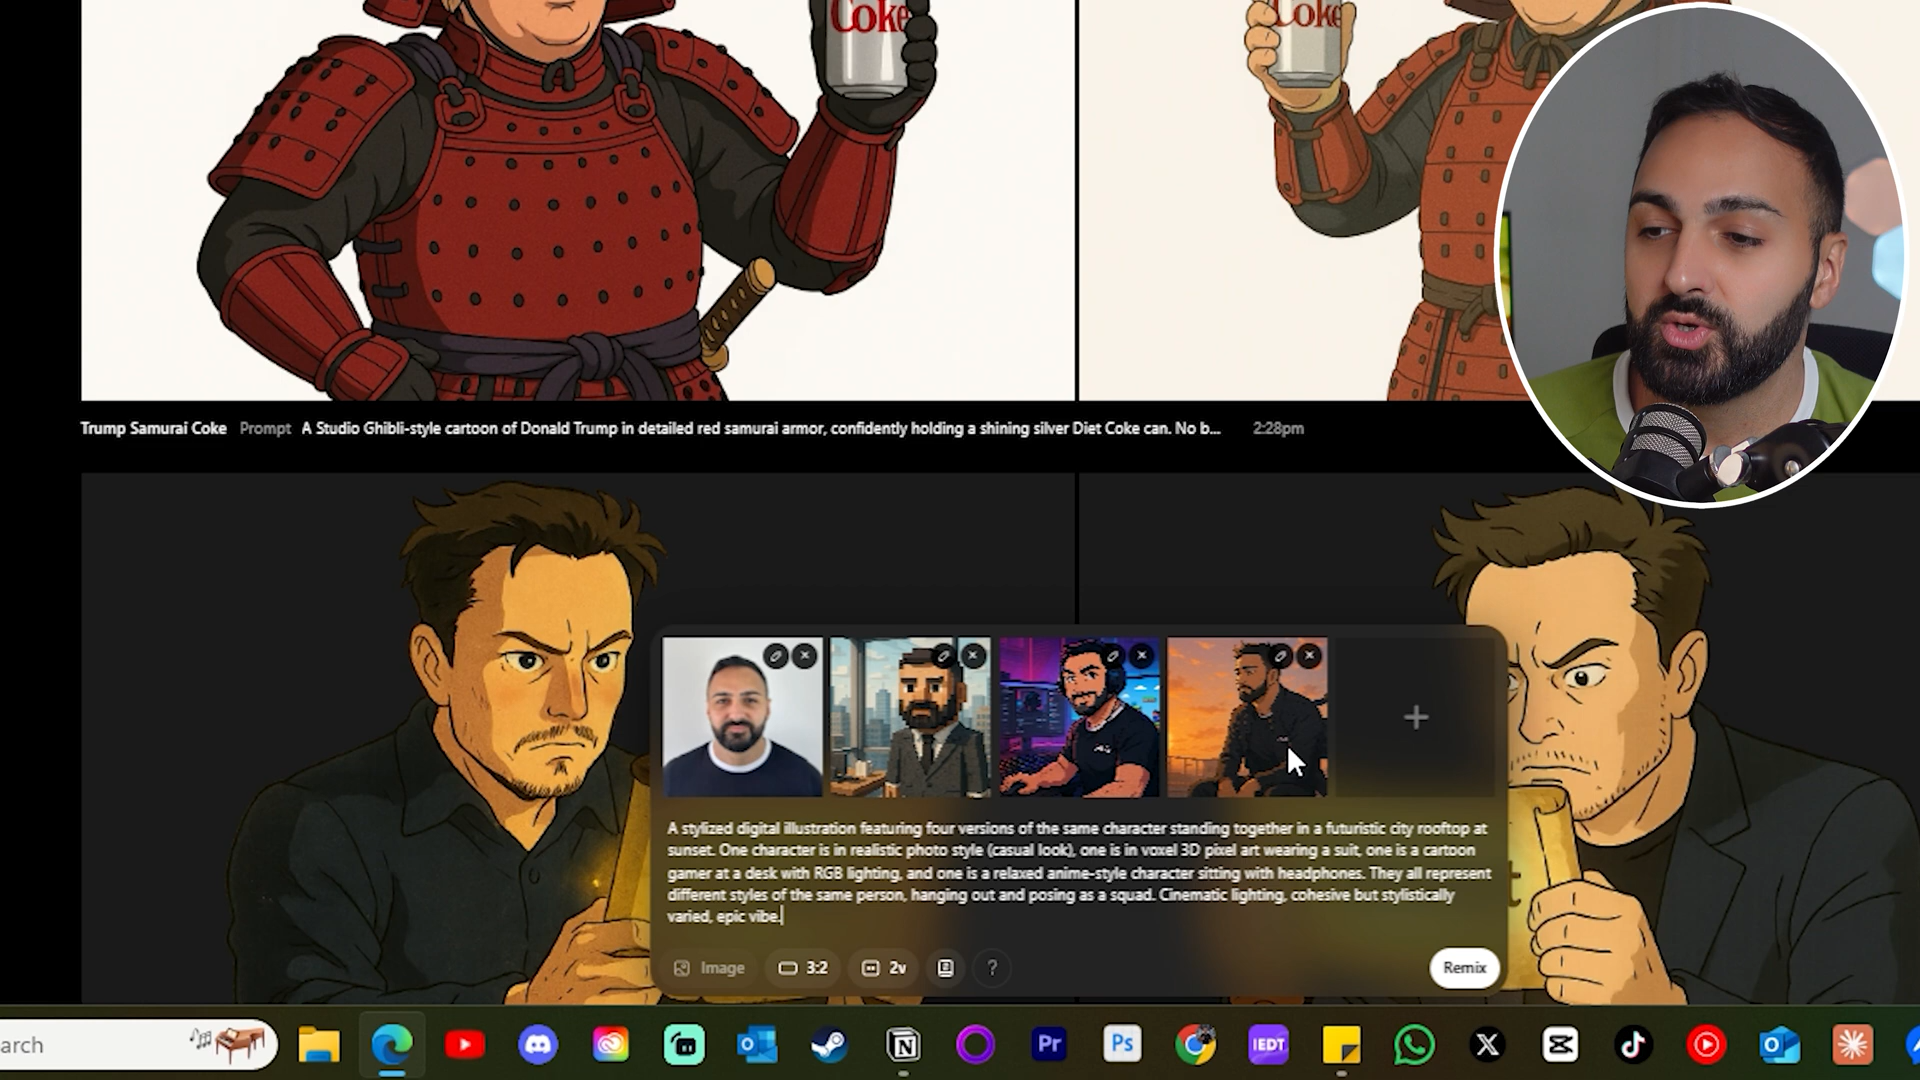 Coke
Coke
Trump Samurai Coke Prompt A Studio Ghibli-style cartoon of Donald Trump in detailed red samurai armor, confidently holding a shining silver Diet Coke can. No b... 2:28pm
A stylized digital illustration featuring four versions of the same character standing together in a futuristic city rooftop at
sunset. One character is in realistic photo style (casual look), one is in voxel 3D pixel art wearing a suit, one is a cartoon
gamer at a desk with RGB lighting, and one is a relaxed anime-style character sitting with headphones. They all represent
different styles of the same person, hanging out and posing as a squad. Cinematic lighting, cohesive but stylistically
varied, epic vibe.
Image 3:2 2v ? Remix
t
arch
Pr
Ps
IEDT